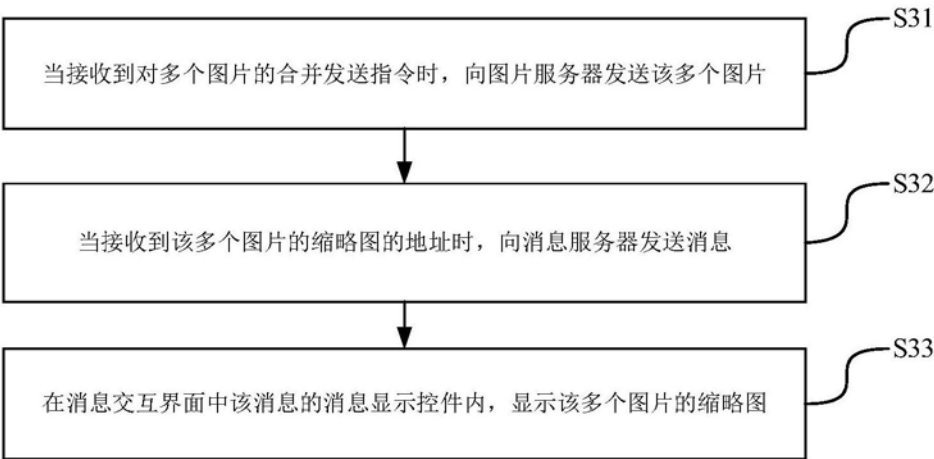 S31
当接收到对多个图片的合并发送指令时，向图片服务器发送该多个图片
S32
当接收到该多个图片的缩略图的地址时，向消息服务器发送消息
S33
在消息交互界面中该消息的消息显示控件内，显示该多个图片的缩略图